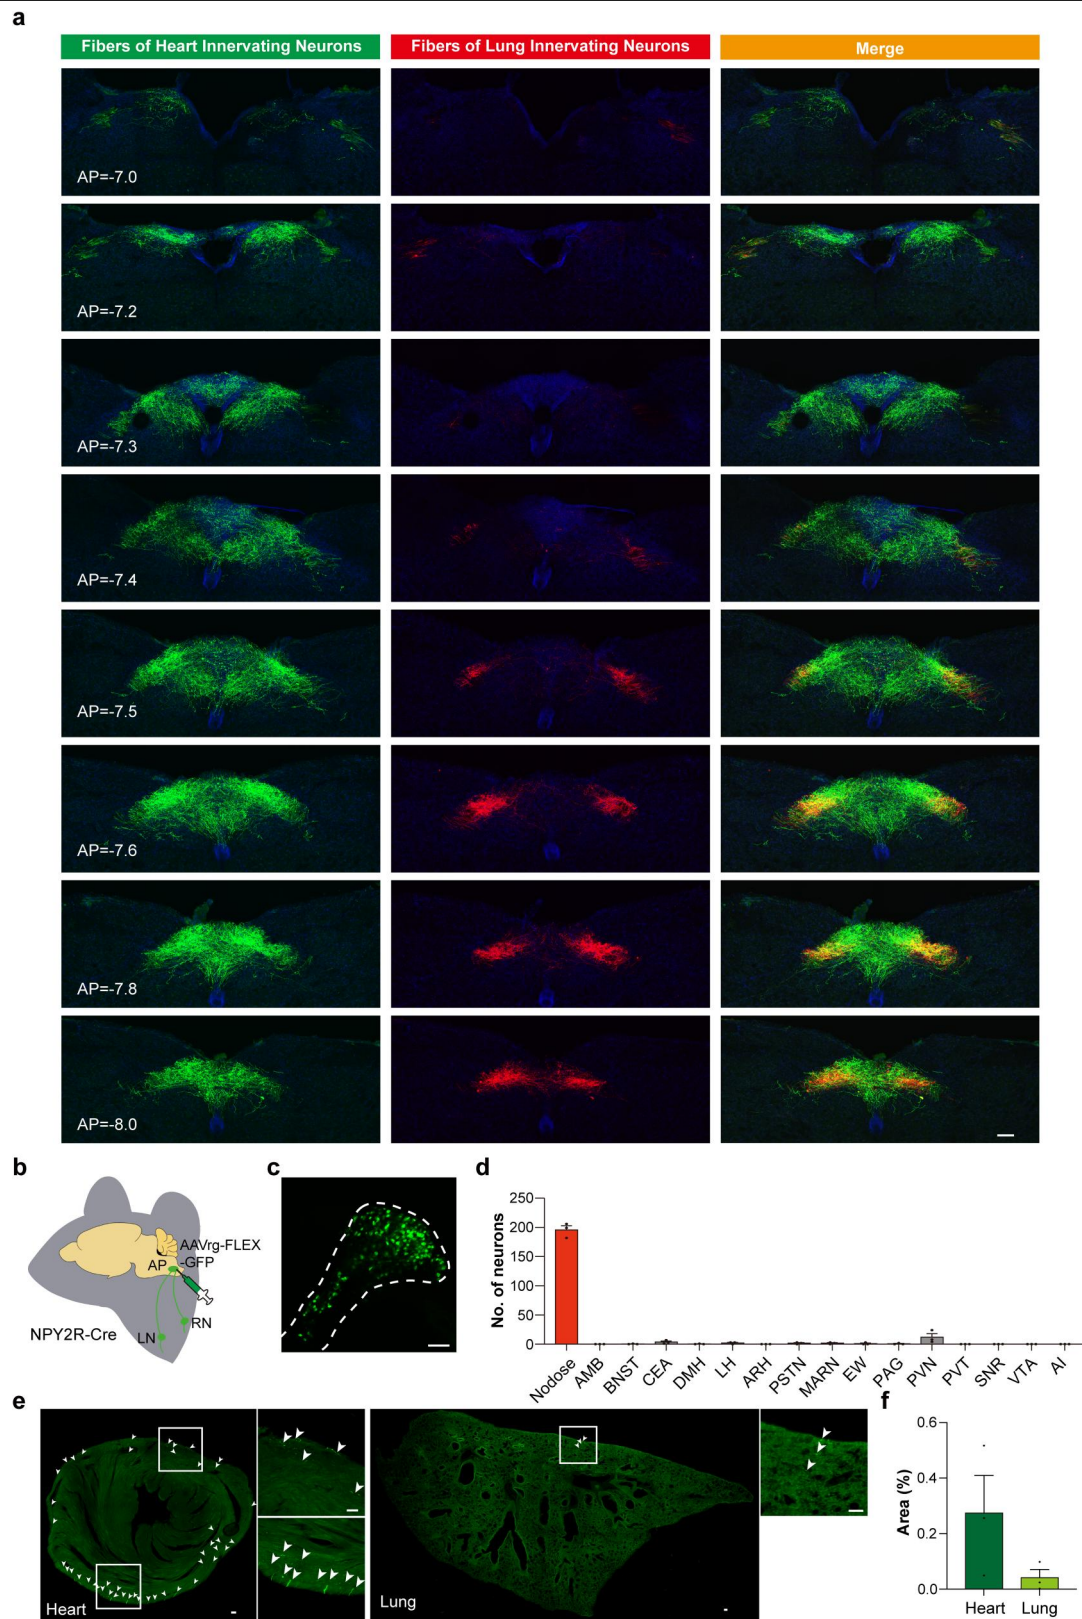 a
Fibers of Heart Innervating Neurons
Fibers of Lung Innervating Neurons
Merge
AP=-7.0
AP=-7.2
AP=-7.3
AP=-7.4
AP=-7.5
AP=-7.6
AP=-7.8
AP=-8.0
b
AAVrg-FLEX
-GFP
AP
RN
LN
NPY2R-Cre
c
d
No. of neurons
250
200
150
100
50
0
Nodose
AMB
BNST
CEA
DMH
LH
ARH
PSTN
MARN
EW
PAG
PVN
PVT
SNR
VTA
AI
e
Heart
Lung
f
Area (%)
0.6
0.4
0.2
0.0
Heart
Lung